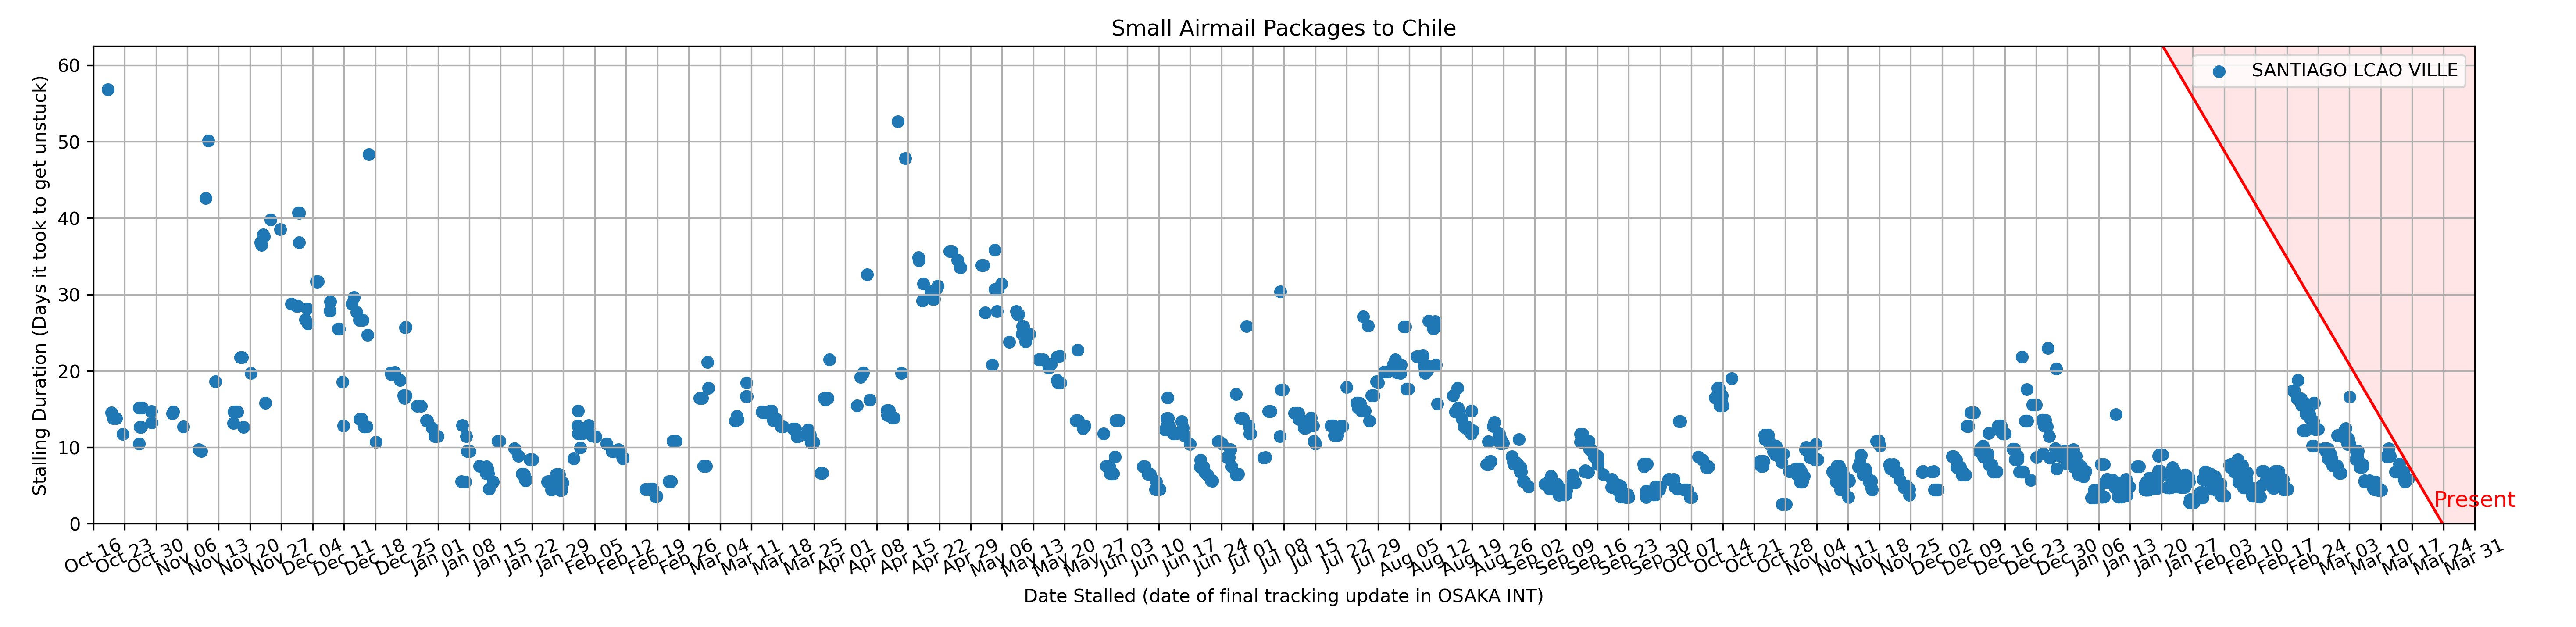 Small Airmail Packages to Chile
SANTIAGO LCAO VILLE
60
50
40
30
20
10
0
Stalling Duration (Days it took to get unstuck)
Present
Oct 16
Oct 23
Oct 30
Nov 06
Nov 13
Nov 20
Nov 27
Dec 04
Dec 11
Dec 18
Dec 25
Jan 01
Jan 08
Jan 15
Jan 22
Jan 29
Feb 05
Feb 12
Feb 19
Feb 26
Mar 04
Mar 11
Mar 18
Mar 25
Apr 01
Apr 08
Apr 15
Apr 22
Apr 29
May 06
May 13
May 20
May 27
Jun 03
Jun 10
Jun 17
Jun 24
Jul 01
Jul 08
Jul 15
Jul 22
Jul 29
Aug 05
Aug 12
Aug 19
Aug 26
Sep 02
Sep 09
Sep 16
Sep 23
Sep 30
Oct 07
Oct 14
Oct 21
Oct 28
Nov 04
Nov 11
Nov 18
Nov 25
Dec 02
Dec 09
Dec 16
Dec 23
Dec 30
Jan 06
Jan 13
Jan 20
Jan 27
Feb 03
Feb 10
Feb 17
Feb 24
Mar 03
Mar 10
Mar 17
Mar 24
Mar 31
Date Stalled (date of final tracking update in OSAKA INT)